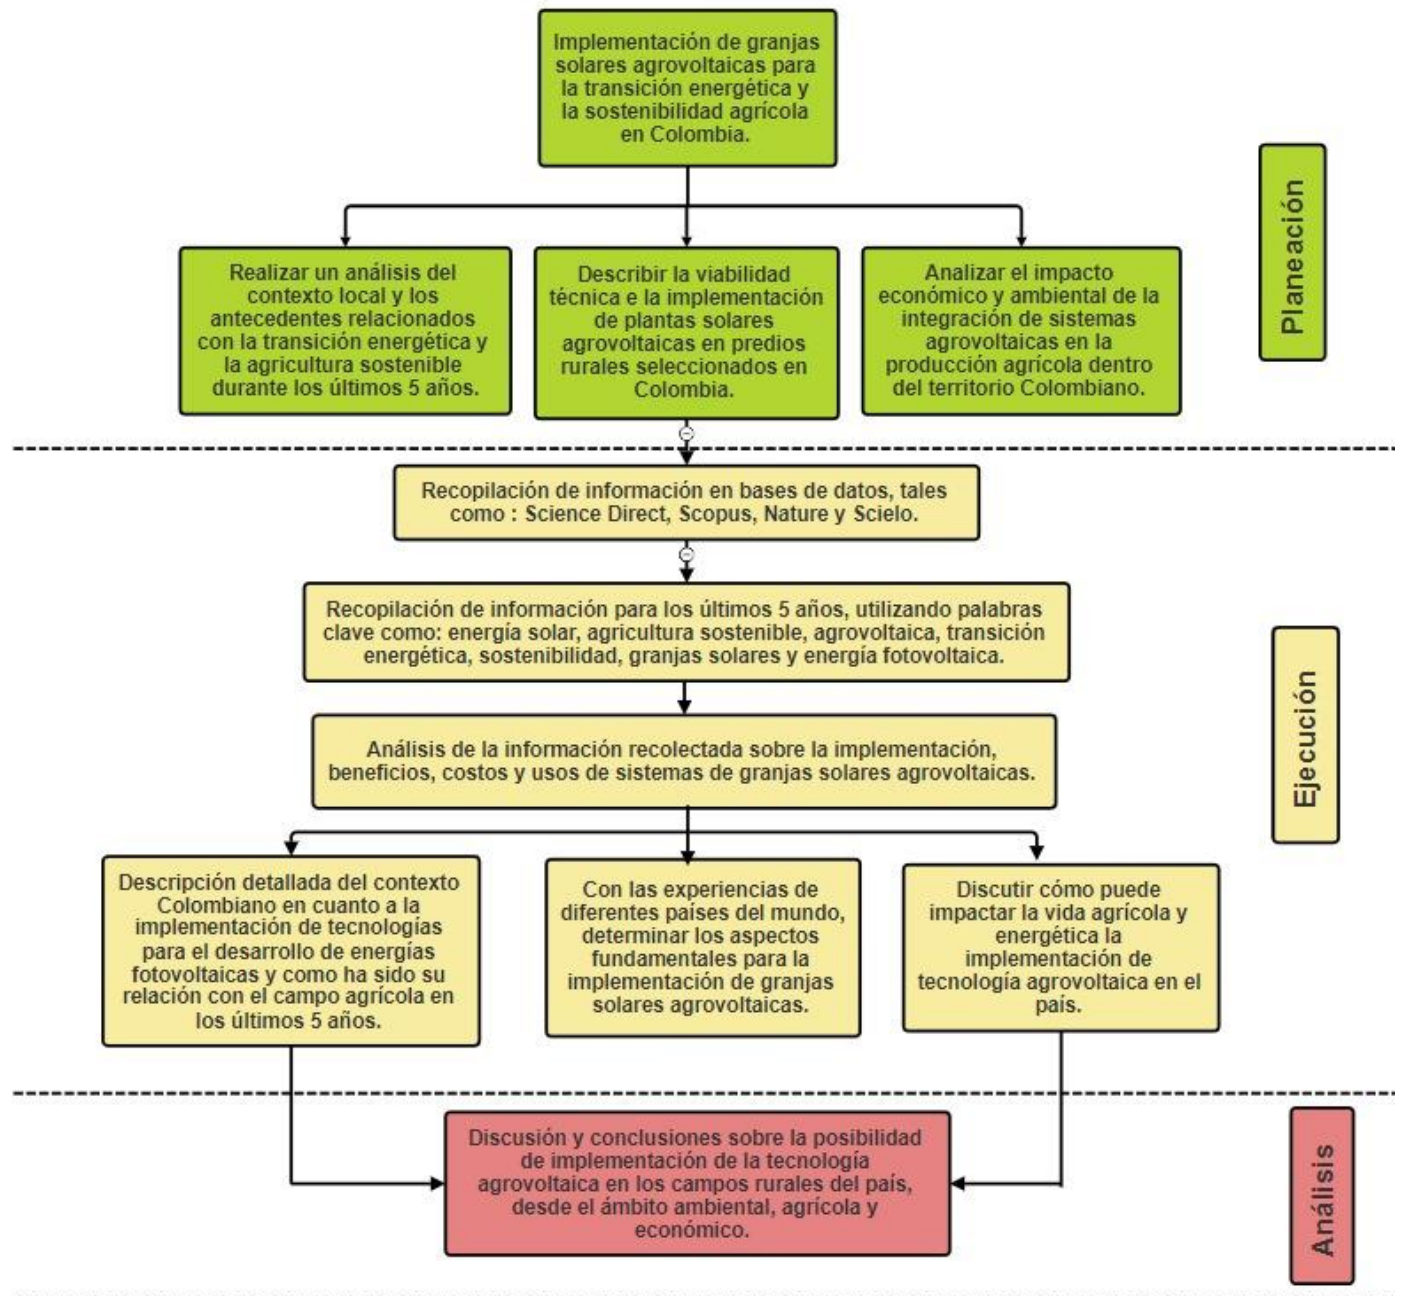 Implementación de granjas
solares agrovoltaicas para
la transición energética y
la sostenibilidad agrícola
en Colombia.
Planeación
Realizar un análisis del
contexto local y los
antecedentes relacionados
con la transición energética y
la agricultura sostenible
durante los últimos 5 años.
Describir la viabilidad
técnica e la implementación
de plantas solares
agrovoltaicas en predios
rurales seleccionados en
Colombia.
Analizar el impacto
económico y ambiental de la
integración de sistemas
agrovoltaicas en la
producción agrícola dentro
del territorio Colombiano.
Recopilación de información en bases de datos, tales
como : Science Direct, Scopus, Nature y Scielo.
Recopilación de información para los últimos 5 años, utilizando palabras
clave como: energía solar, agricultura sostenible, agrovoltaica, transición
energética, sostenibilidad, granjas solares y energía fotovoltaica.
Ejecución
Análisis de la información recolectada sobre la implementación,
beneficios, costos y usos de sistemas de granjas solares agrovoltaicas.
Descripción detallada del contexto
Colombiano en cuanto a la
implementación de tecnologías
para el desarrollo de energías
fotovoltaicas y como ha sido su
relación con el campo agrícola en
los últimos 5 años.
Con las experiencias de
diferentes países del mundo,
determinar los aspectos
fundamentales para la
implementación de granjas
solares agrovoltaicas.
Discutir cómo puede
impactar la vida agrícola y
energética la
implementación de
tecnología agrovoltaica en el
país.
Discusión y conclusiones sobre la posibilidad
de implementación de la tecnología
agrovoltaica en los campos rurales del país,
desde el ámbito ambiental, agrícola y
económico.
Análisis